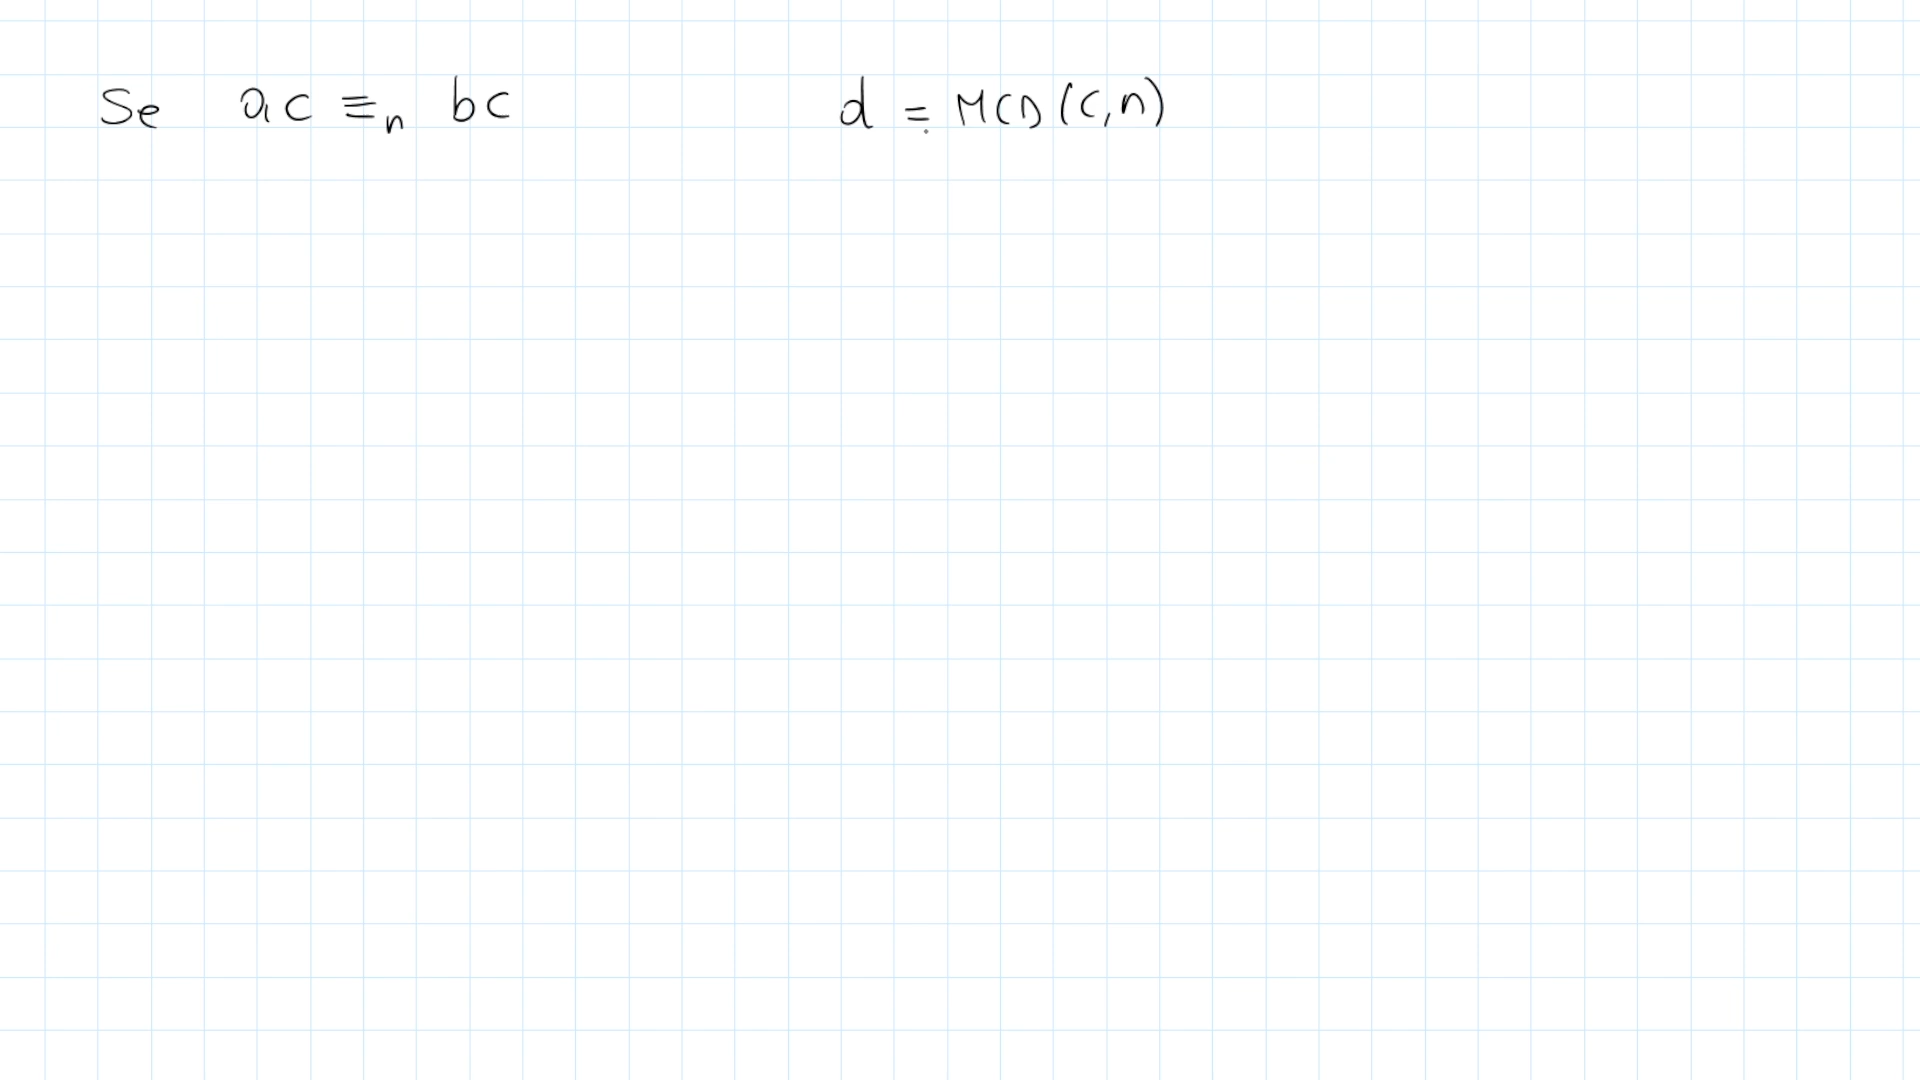 Se ac ≡n bc d = MCD (c,n)